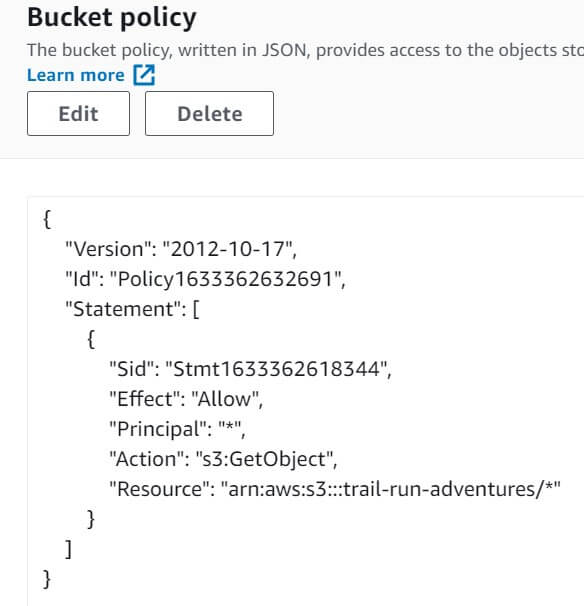 Bucket policy
The bucket policy, written in JSON, provides access to the objects sto
Learn more
Edit Delete
{
"Version": "2012-10-17",
"Id": "Policy1633362632691",
"Statement": [
{
"Sid": "Stmt1633362618344",
"Effect": "Allow",
"Principal": "*",
"Action": "s3:GetObject",
"Resource": "arn:aws:s3:::trail-run-adventures/*"
}
]
}